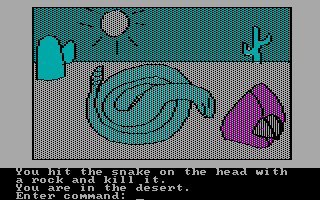 You hit the snake on the head with
a rock and kill it.
You are in the desert.
Enter command: _